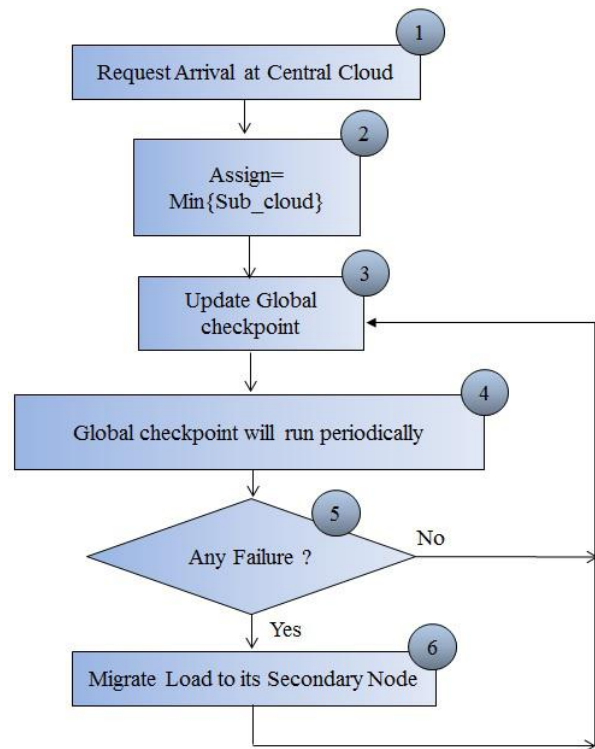 1
Request Arrival at Central Cloud
2
Assign=
Min{Sub_cloud}
3
Update Global
checkpoint
4
Global checkpoint will run periodically
5
Any Failure ?
No
Yes
6
Migrate Load to its Secondary Node